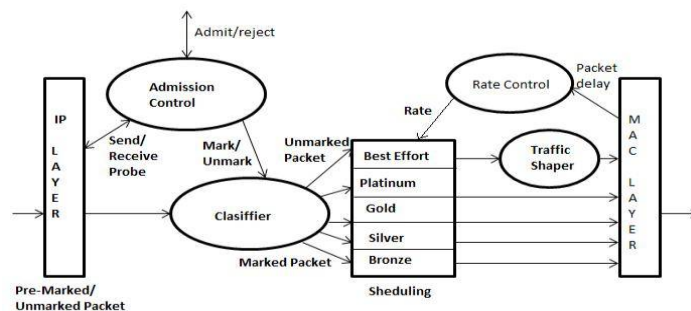 Admit/reject
Admission
Control
IP
LAYER
Send/
Receive
Probe
Mark/
Unmark
Unmarked
Packet
Clasiffier
Marked Packet
Pre-Marked/
Unmarked Packet
Rate Control
Packet
delay
Rate
Best Effort
Platinum
Gold
Silver
Bronze
Sheduling
Traffic
Shaper
MAC
LAYER